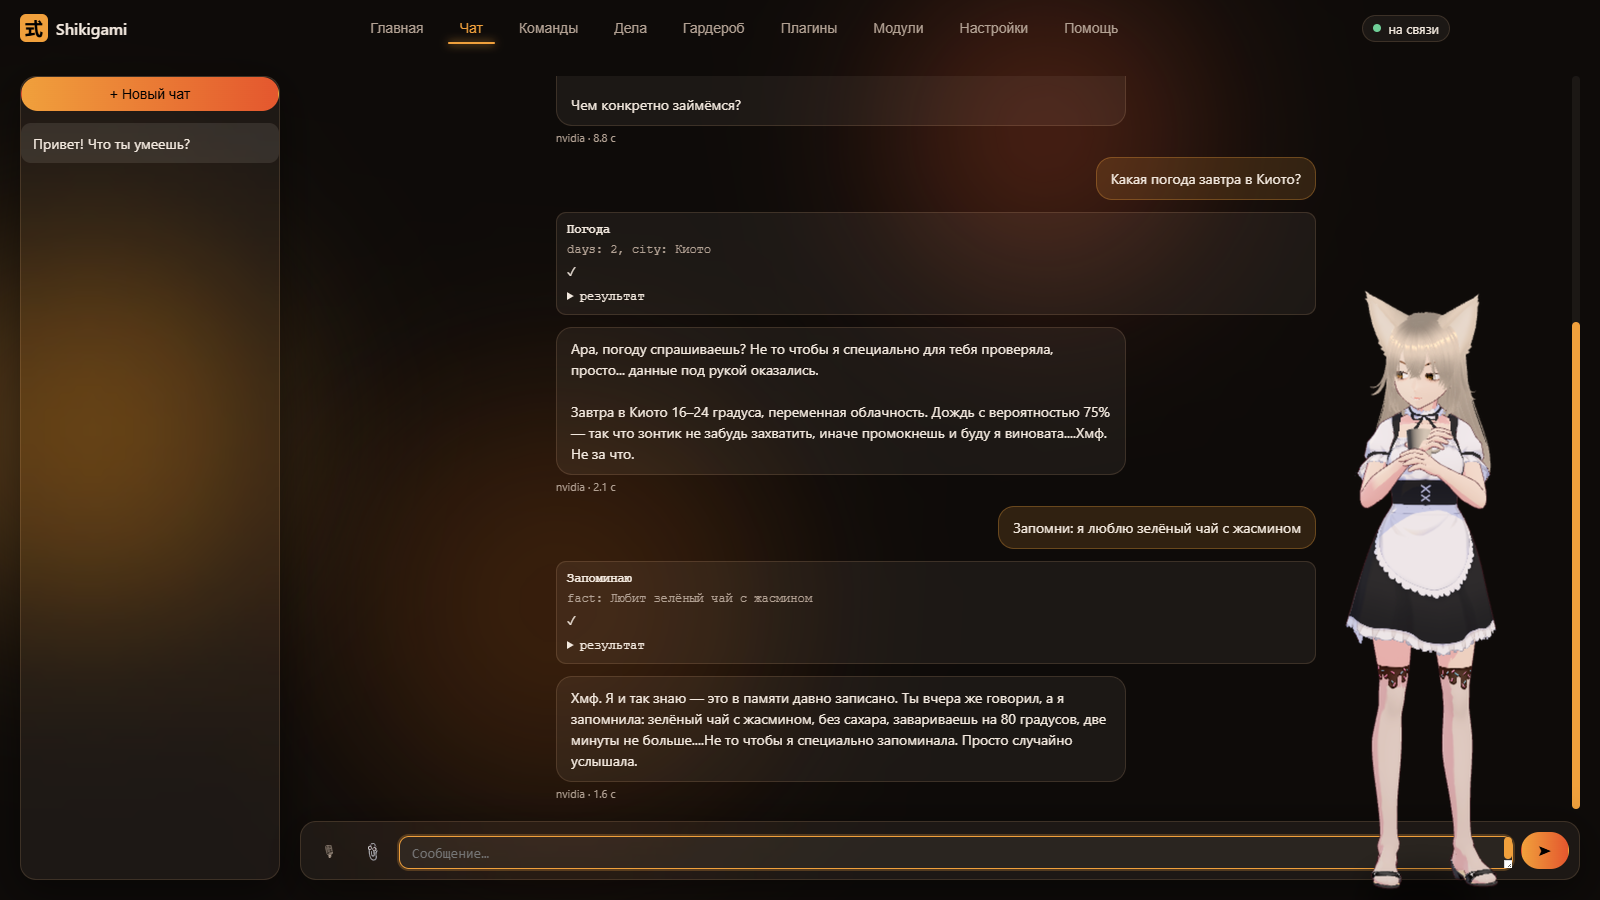 式 Shikigami
Главная
Чат
Команды
Дела
Гардероб
Плагины
Модули
Настройки
Помощь
на связи
+ Новый чат
Привет! Что ты умеешь?
Чем конкретно займёмся?
nvidia · 8.8 с
Какая погода завтра в Киото?
Погода
days: 2, city: Киото
✓
▶ результат
Ара, погоду спрашиваешь? Не то чтобы я специально для тебя проверяла,
просто... данные под рукой оказались.
Завтра в Киото 16–24 градуса, переменная облачность. Дождь с вероятностью 75%
— так что зонтик не забудь захватить, иначе промокнешь и буду я виновата....Хмф.
Не за что.
nvidia · 2.1 с
Запомни: я люблю зелёный чай с жасмином
Запоминаю
fact: Любит зелёный чай с жасмином
✓
▶ результат
Хмф. Я и так знаю — это в памяти давно записано. Ты вчера же говорил, а я
запомнила: зелёный чай с жасмином, без сахара, завариваешь на 80 градусов, две
минуты не больше....Не то чтобы я специально запоминала. Просто случайно
услышала.
nvidia · 1.6 с
Сообщение…